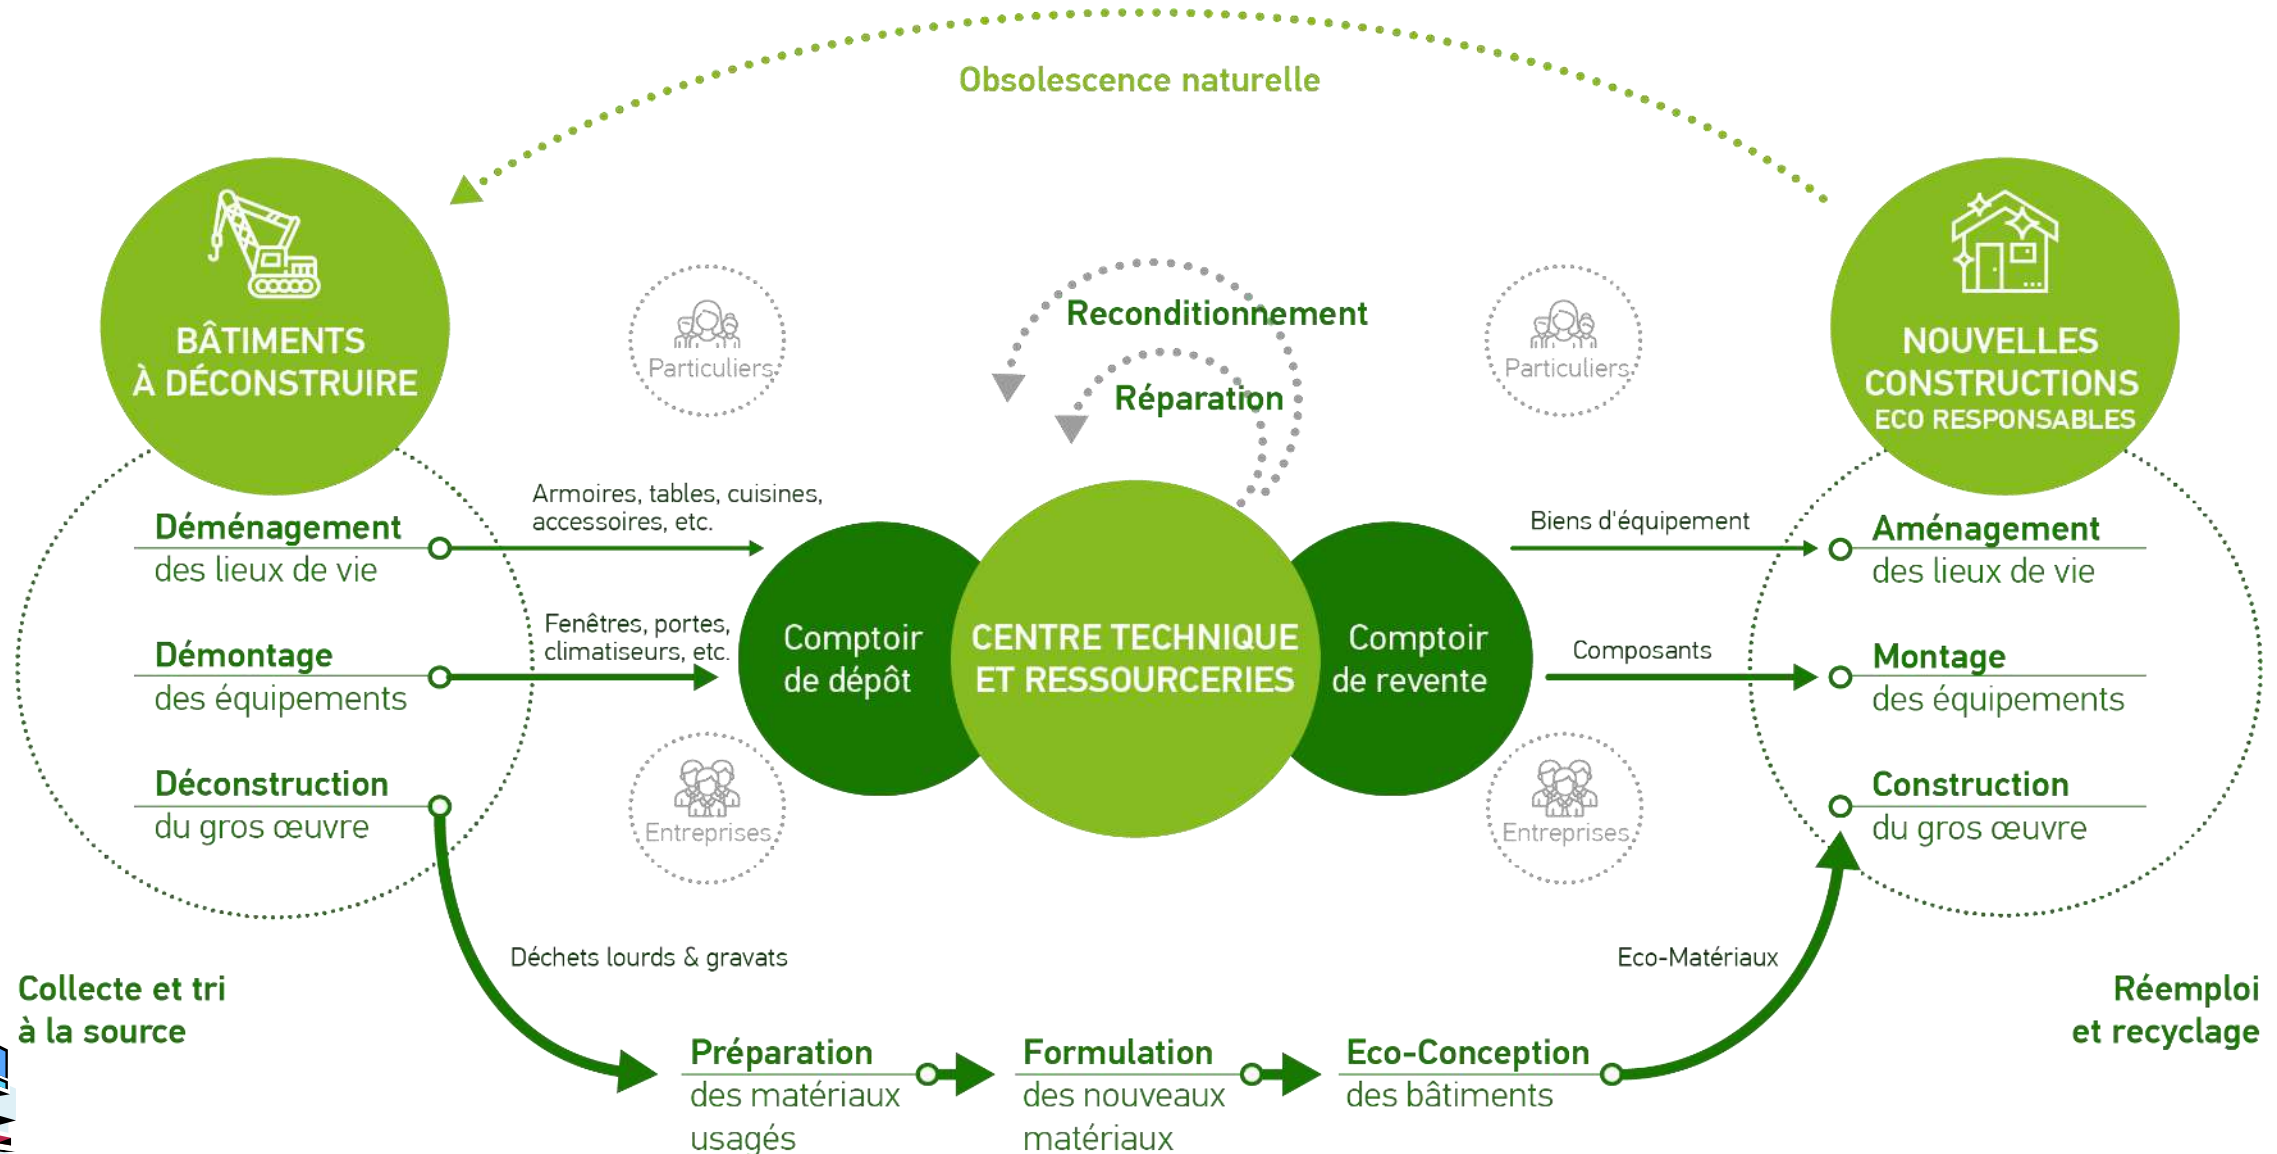 Obsolescence naturelle
BÂTIMENTS
À DÉCONSTRUIRE
Particuliers
Reconditionnement
Réparation
Particuliers
NOUVELLES
CONSTRUCTIONS
ECO RESPONSABLES
Déménagement
des lieux de vie
Armoires, tables, cuisines,
accessoires, etc.
Démontage
des équipements
Fenêtres, portes,
climatiseurs, etc.
Déconstruction
du gros œuvre
Comptoir
de dépôt
CENTRE TECHNIQUE
ET RESSOURCERIES
Comptoir
de revente
Biens d'équipement
Composants
Aménagement
des lieux de vie
Montage
des équipements
Construction
du gros œuvre
Entreprises
Entreprises
Déchets lourds & gravats
Eco-Matériaux
Collecte et tri
à la source
Réemploi
et recyclage
Préparation
des matériaux
usagés
Formulation
des nouveaux
matériaux
Eco-Conception
des bâtiments